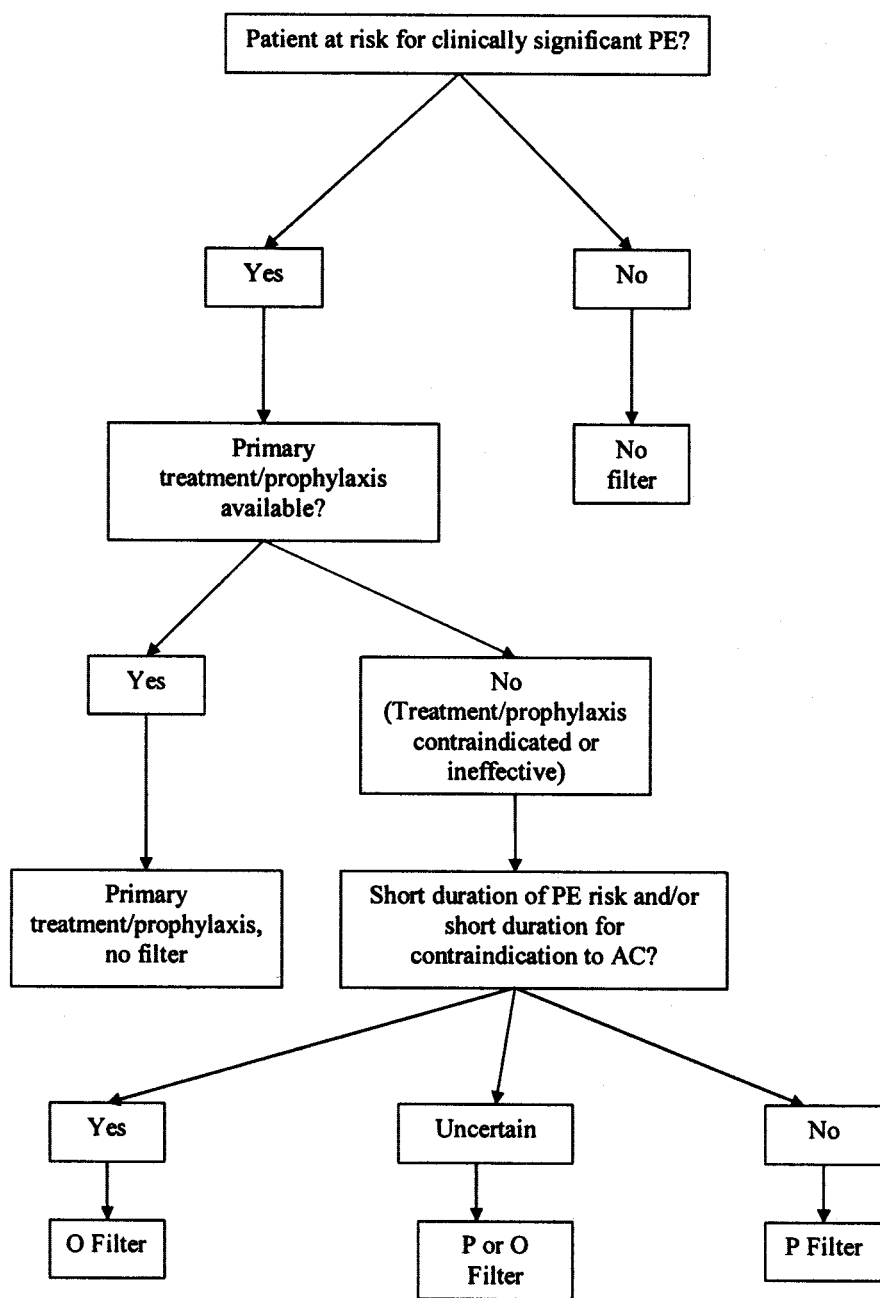 Patient at risk for clinically significant PE?
Yes
No
Primary
treatment/prophylaxis
available?
No
filter
Yes
No
(Treatment/prophylaxis
contraindicated or
ineffective)
Primary
treatment/prophylaxis,
no filter
Short duration of PE risk and/or
short duration for
contraindication to AC?
Yes
Uncertain
No
O Filter
P or O
Filter
P Filter